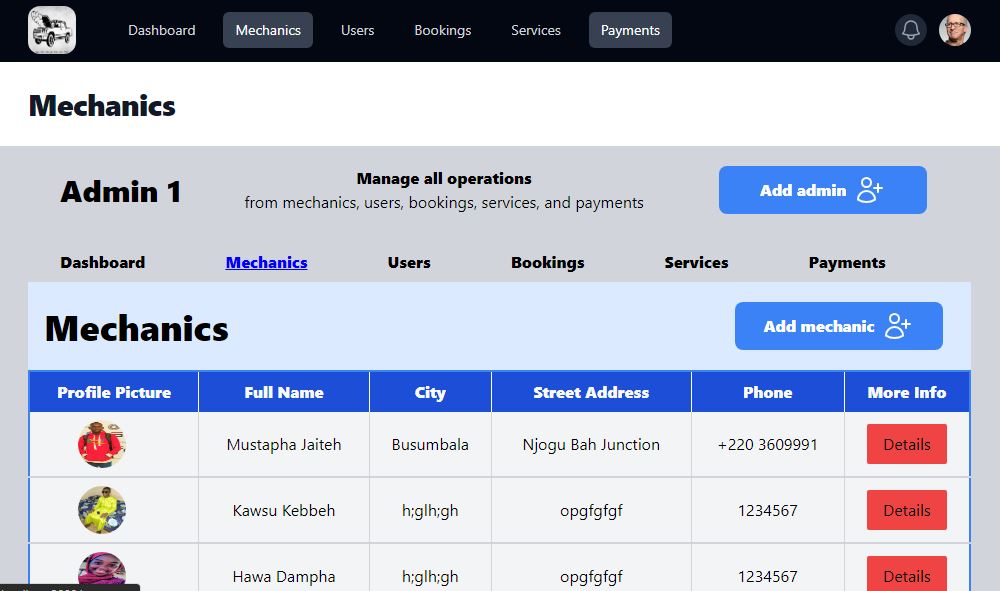 Dashboard Mechanics Users Bookings Services Payments
Mechanics
Admin 1
Manage all operations
from mechanics, users, bookings, services, and payments
Add admin
Dashboard Mechanics Users Bookings Services Payments
Mechanics
Add mechanic
Profile Picture Full Name City Street Address Phone More Info
Mustapha Jaiteh Busumbala Njogu Bah Junction +220 3609991 Details
Kawsu Kebbeh h;glh;gh opgfgfgf 1234567 Details
Hawa Dampha h;glh;gh opgfgfgf 1234567 Details